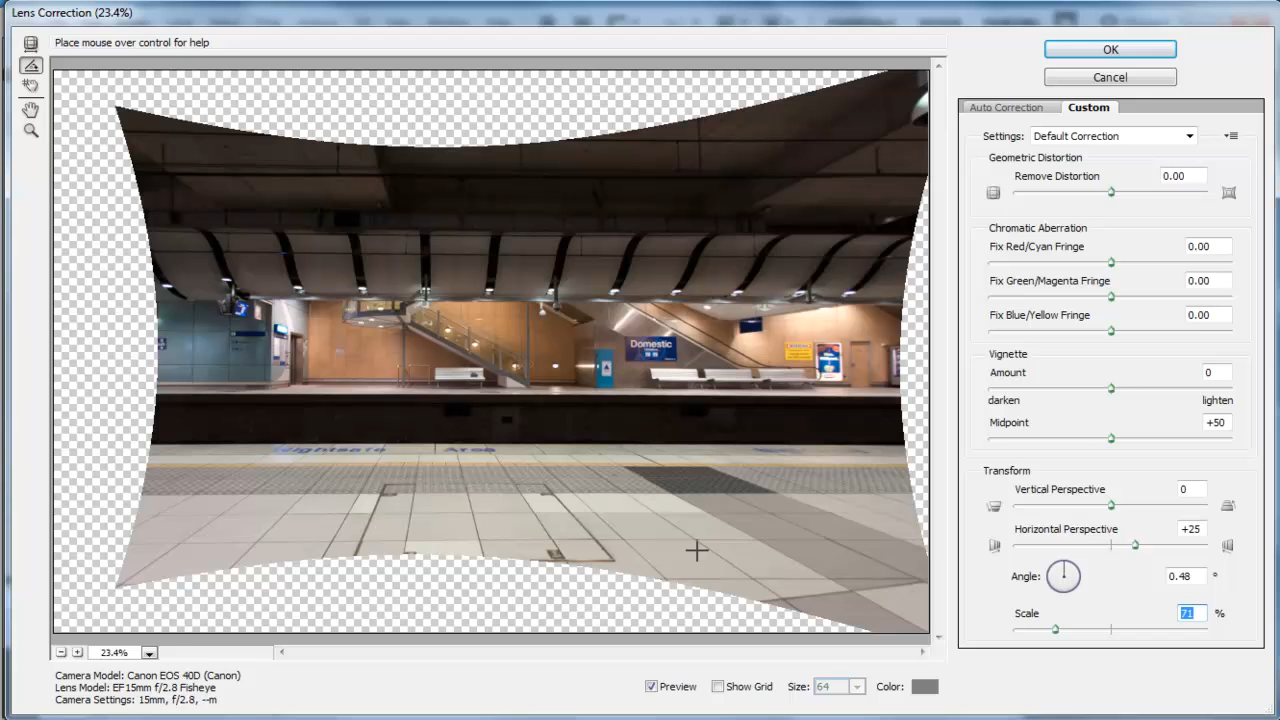 Lens Correction (23.4%)
Place mouse over control for help
OK
Cancel
Auto Correction
Custom
Settings: Default Correction
Geometric Distortion
Remove Distortion 0.00
Chromatic Aberration
Fix Red/Cyan Fringe 0.00
Fix Green/Magenta Fringe 0.00
Fix Blue/Yellow Fringe 0.00
Vignette
Amount 0
darken lighten
Midpoint +50
Transform
Vertical Perspective 0
Horizontal Perspective +25
Angle: 0.48 °
Scale 71 %
Domestic
23.4%
Camera Model: Canon EOS 40D (Canon)
Lens Model: EF15mm f/2.8 Fisheye
Camera Settings: 15mm, f/2.8, --m
Preview Show Grid Size: 64 Color: